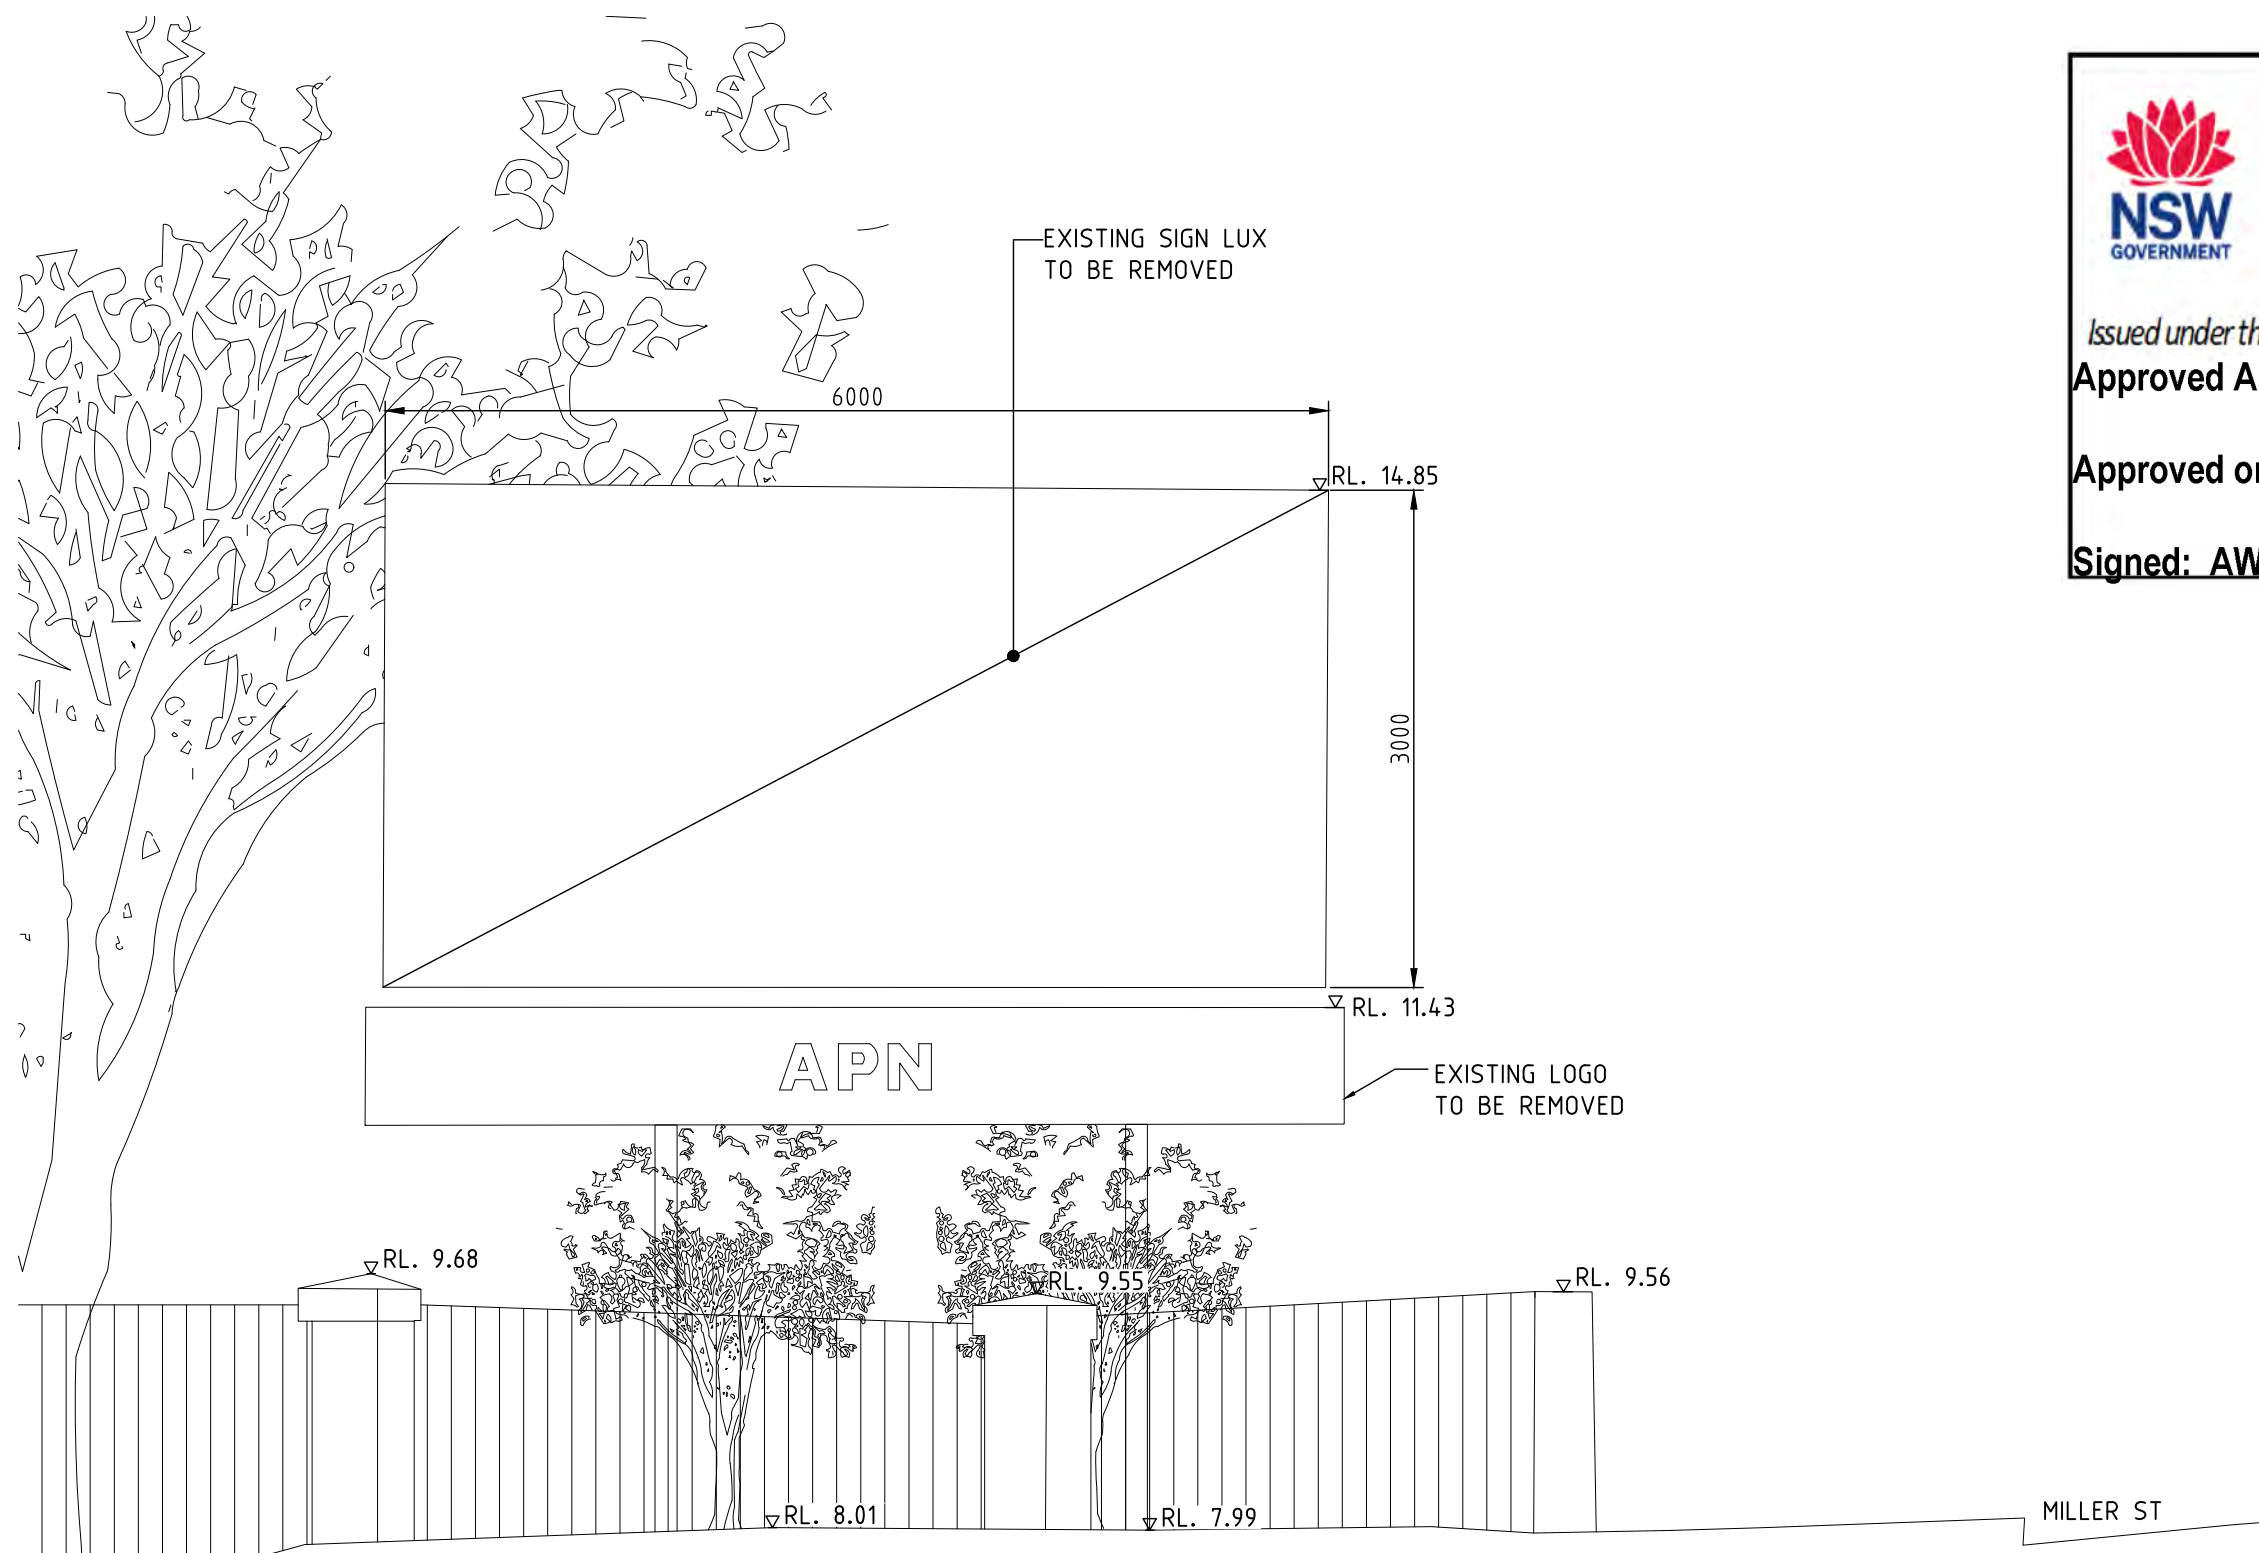 EXISTING SIGN LUX
TO BE REMOVED
NSW
GOVERNMENT
Issued under th
Approved A
Approved or
Signed: AW
6000
RL. 14.85
3000
RL. 11.43
APN
EXISTING LOGO
TO BE REMOVED
RL. 9.68
RL. 9.55
RL. 9.56
RL. 8.01
RL. 7.99
MILLER ST